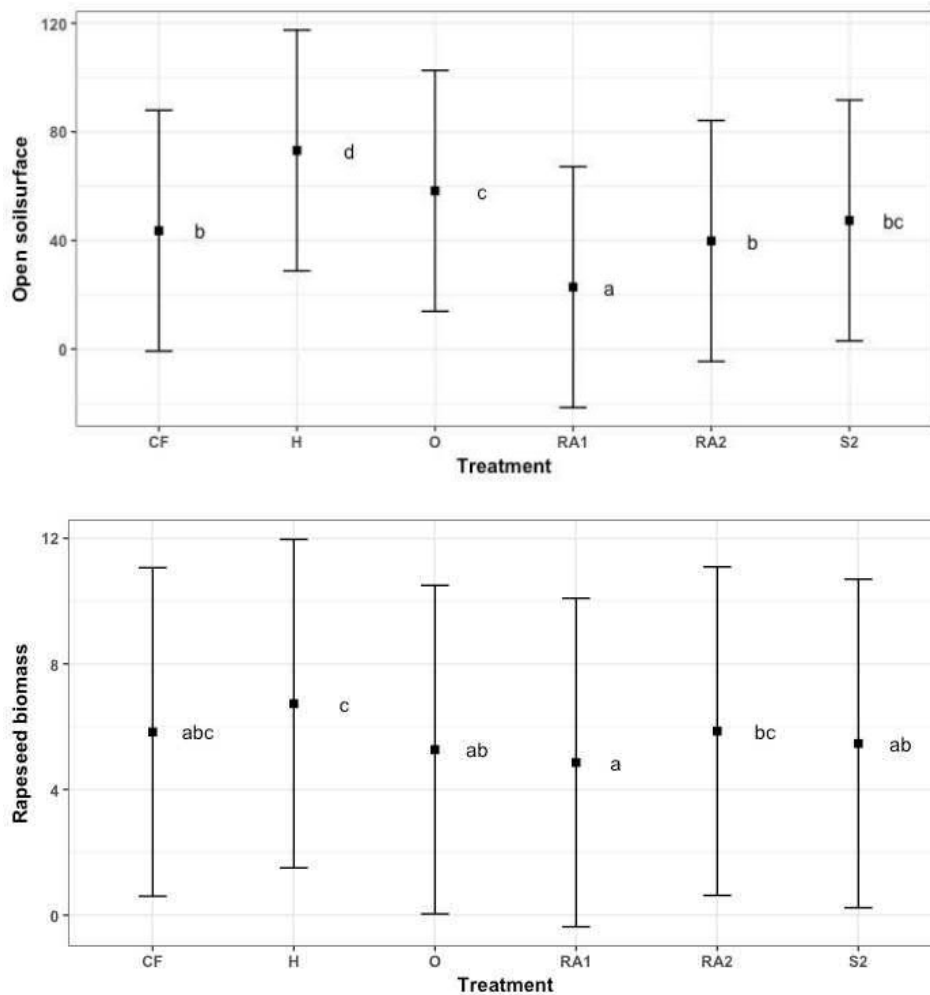 120
80
40
0
Open soilsurface
b
d
c
a
b
bc
CF H O RA1 RA2 S2
Treatment
12
8
4
0
Rapeseed biomass
abc
c
ab
a
bc
ab
CF H O RA1 RA2 S2
Treatment